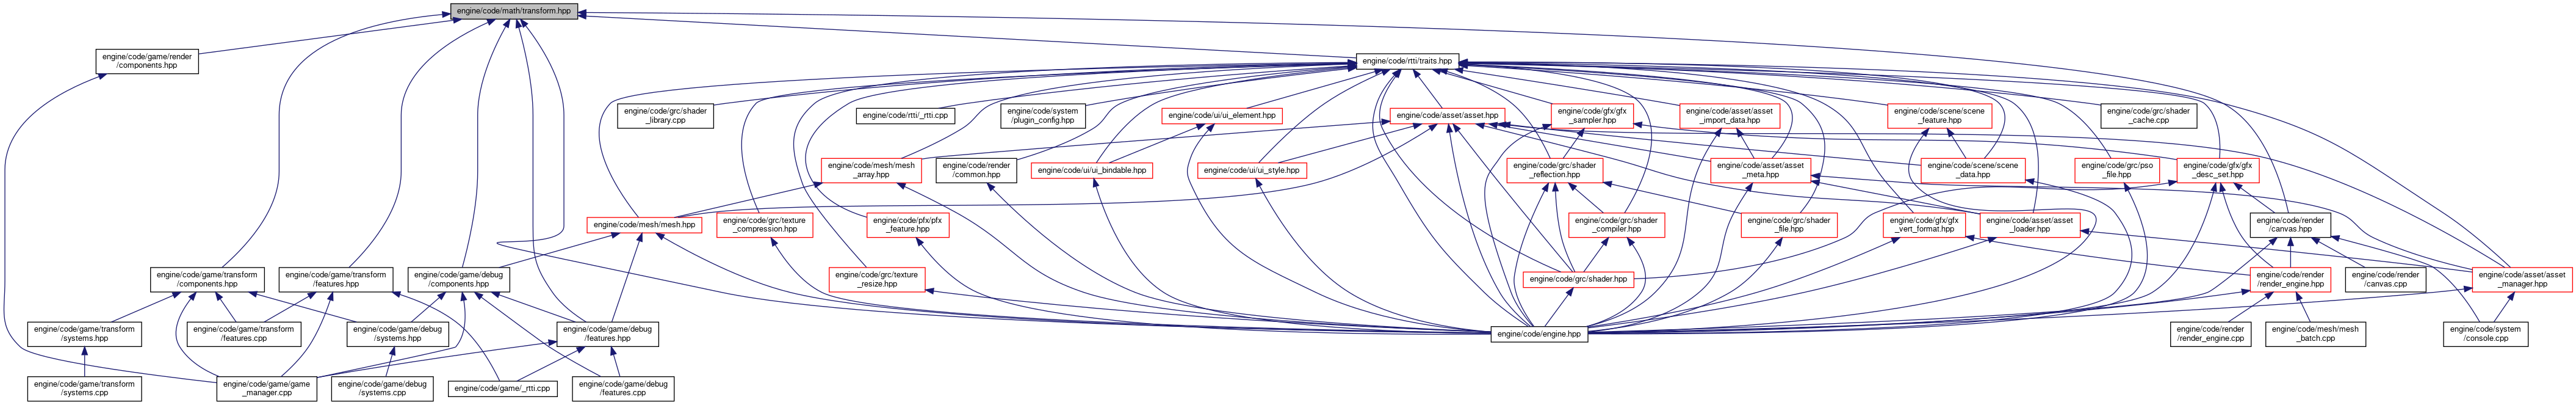 engine/code/math/transform.hpp
engine/code/game/render
/components.hpp
engine/code/rtti/traits.hpp
engine/code/grc/shader
_library.cpp
engine/code/rtti/_rtti.cpp
engine/code/system
/plugin_config.hpp
engine/code/ui/ui_element.hpp
engine/code/asset/asset.hpp
engine/code/gfx/gfx
_sampler.hpp
engine/code/asset/asset
_import_data.hpp
engine/code/scene/scene
_feature.hpp
engine/code/grc/shader
_cache.cpp
engine/code/mesh/mesh
_array.hpp
engine/code/render
/common.hpp
engine/code/ui/ui_bindable.hpp
engine/code/ui/ui_style.hpp
engine/code/grc/shader
_reflection.hpp
engine/code/asset/asset
_meta.hpp
engine/code/scene/scene
_data.hpp
engine/code/grc/pso
_file.hpp
engine/code/gfx/gfx
_desc_set.hpp
engine/code/mesh/mesh.hpp
engine/code/grc/texture
_compression.hpp
engine/code/pfx/pfx
_feature.hpp
engine/code/grc/shader
_compiler.hpp
engine/code/grc/shader
_file.hpp
engine/code/gfx/gfx
_vert_format.hpp
engine/code/asset/asset
_loader.hpp
engine/code/render
/canvas.hpp
engine/code/game/transform
/components.hpp
engine/code/game/transform
/features.hpp
engine/code/game/debug
/components.hpp
engine/code/grc/texture
_resize.hpp
engine/code/grc/shader.hpp
engine/code/render
/render_engine.hpp
engine/code/render
/canvas.cpp
engine/code/asset/asset
_manager.hpp
engine/code/game/transform
/systems.hpp
engine/code/game/transform
/features.cpp
engine/code/game/debug
/systems.hpp
engine/code/game/debug
/features.hpp
engine/code/engine.hpp
engine/code/render
/render_engine.cpp
engine/code/mesh/mesh
_batch.cpp
engine/code/system
/console.cpp
engine/code/game/transform
/systems.cpp
engine/code/game/game
_manager.cpp
engine/code/game/debug
/systems.cpp
engine/code/game/_rtti.cpp
engine/code/game/debug
/features.cpp